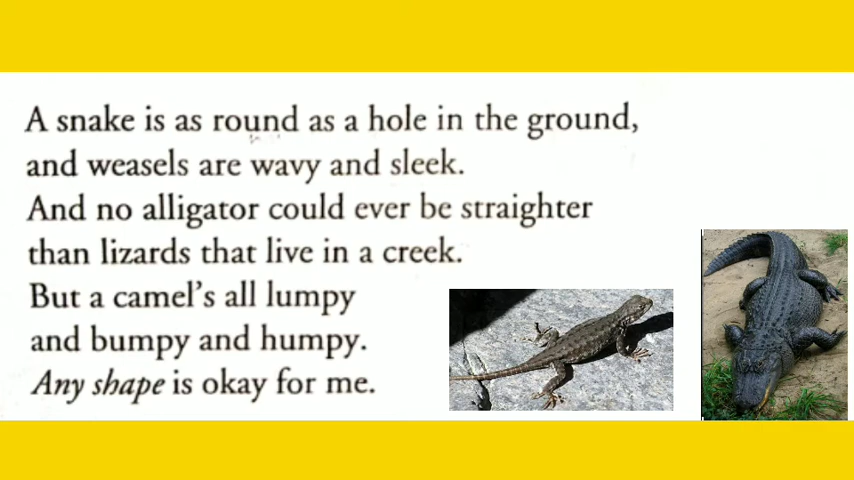 A snake is as round as a hole in the ground,
and weasels are wavy and sleek.
And no alligator could ever be straighter
than lizards that live in a creek.
But a camel's all lumpy
and bumpy and humpy.
Any shape is okay for me.